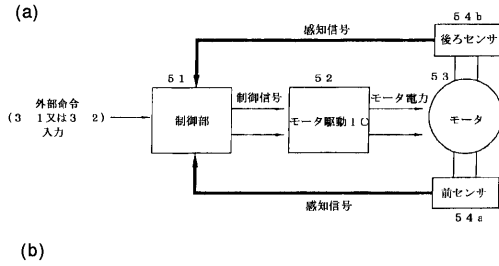 (a)
54b
後ろセンサ
感知信号
51
制御信号
52
モータ電力
53
外部命令
(31又は32
入力
制御部
モータ駆動IC
モータ
前センサ
感知信号
54a
(b)